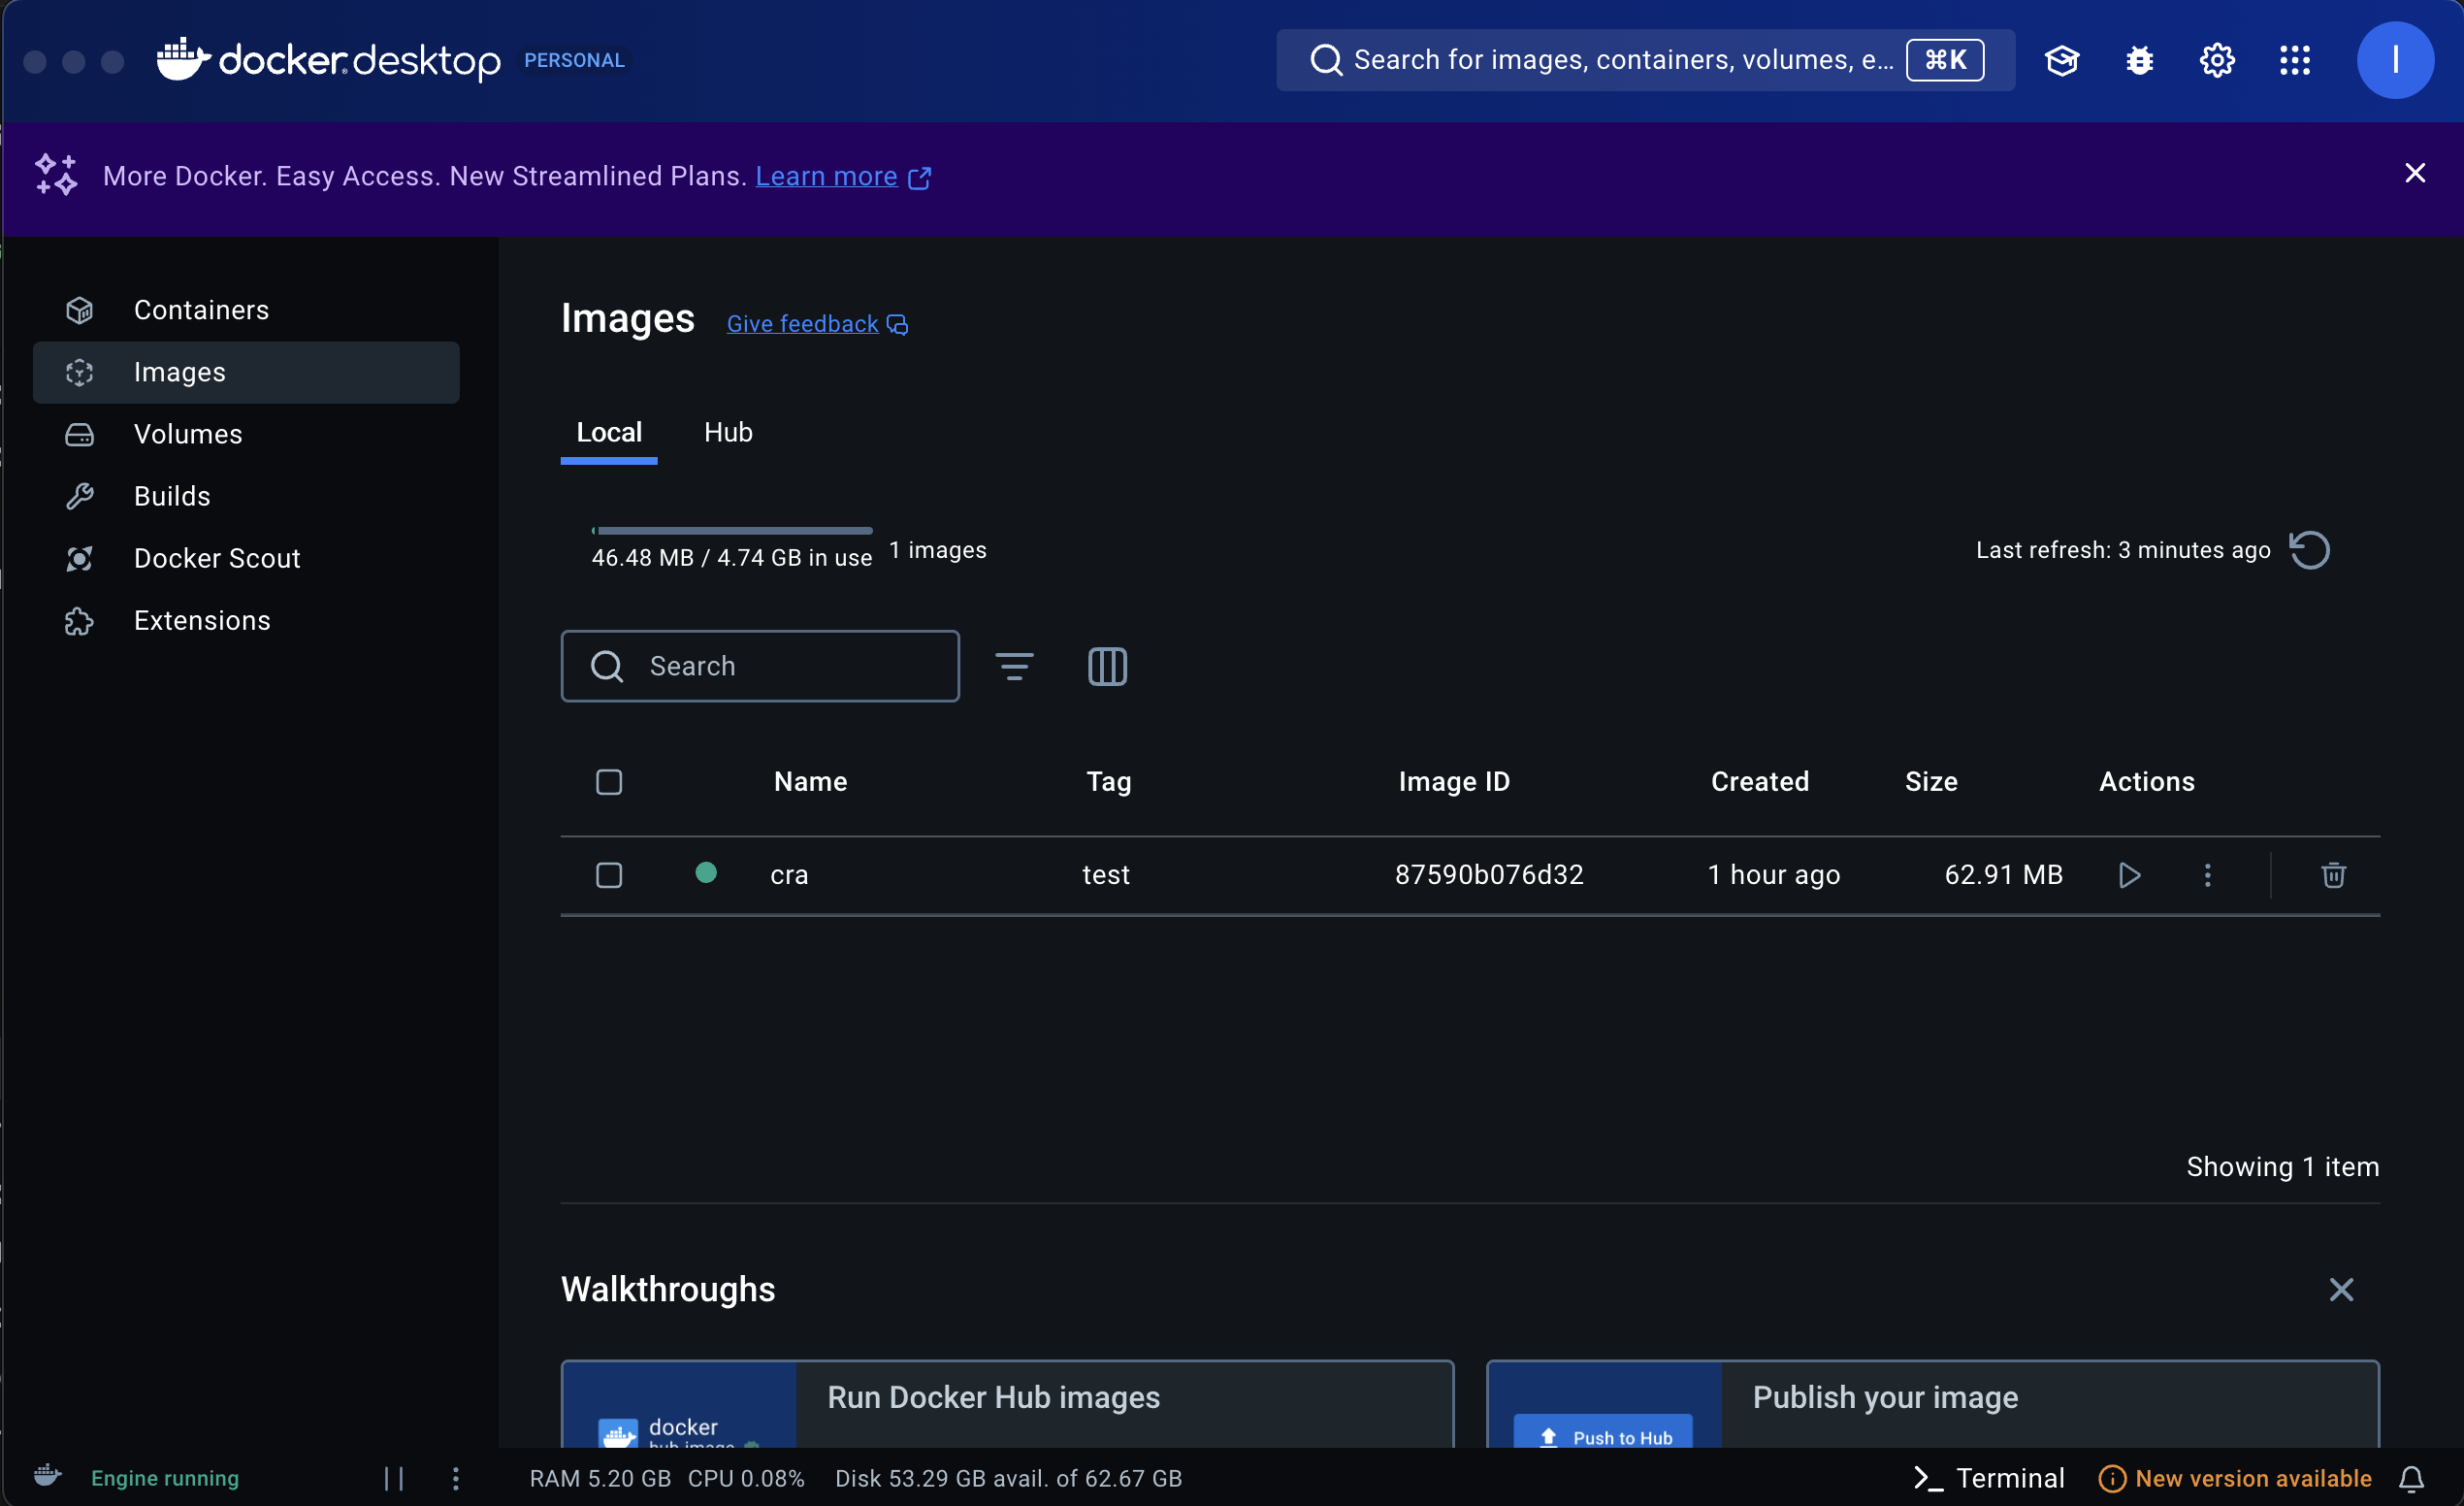 docker desktop PERSONAL
Search for images, containers, volumes, e... ⌘K
I
More Docker. Easy Access. New Streamlined Plans. Learn more
Containers
Images
Volumes
Builds
Docker Scout
Extensions
Images Give feedback
Local Hub
46.48 MB / 4.74 GB in use 1 images
Last refresh: 3 minutes ago
Search
Name Tag Image ID Created Size Actions
cra test 87590b076d32 1 hour ago 62.91 MB
Showing 1 item
Walkthroughs
docker
hub image
Run Docker Hub images
Push to Hub
Publish your image
Engine running
RAM 5.20 GB CPU 0.08% Disk 53.29 GB avail. of 62.67 GB
>_ Terminal
New version available